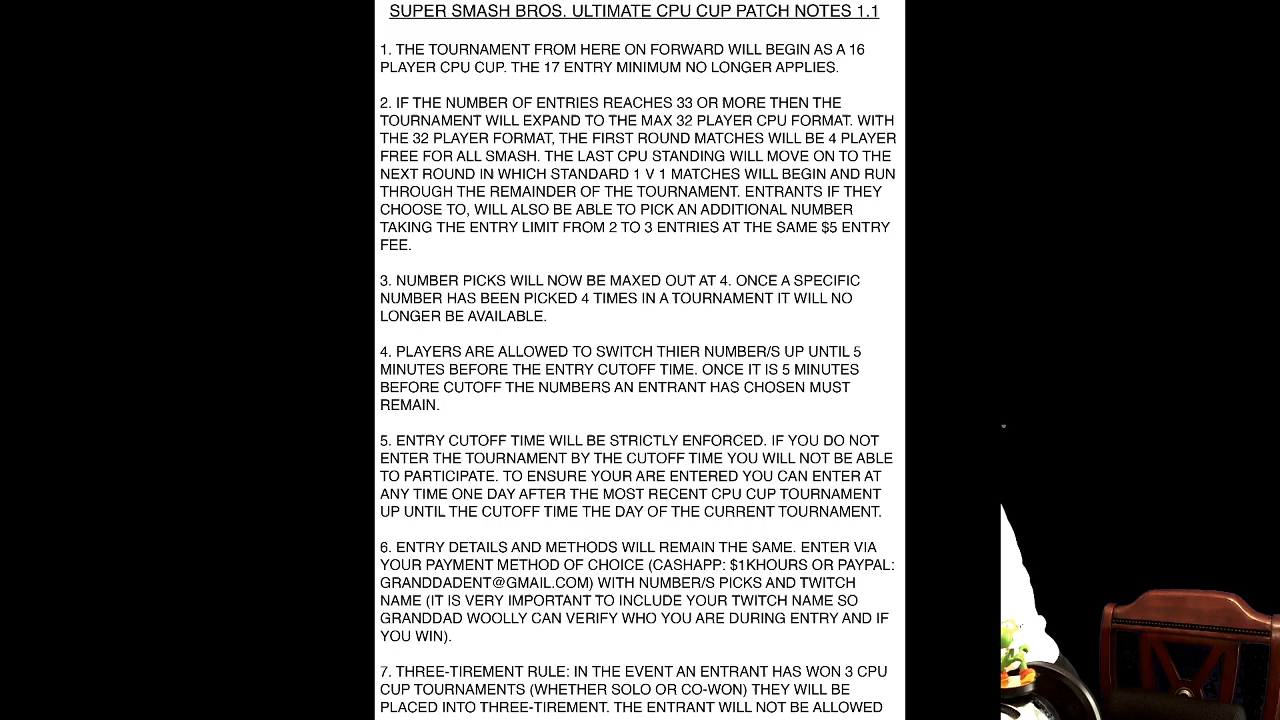 SUPER SMASH BROS. ULTIMATE CPU CUP PATCH NOTES 1.1
1. THE TOURNAMENT FROM HERE ON FORWARD WILL BEGIN AS A 16
PLAYER CPU CUP. THE 17 ENTRY MINIMUM NO LONGER APPLIES.
2. IF THE NUMBER OF ENTRIES REACHES 33 OR MORE THEN THE
TOURNAMENT WILL EXPAND TO THE MAX 32 PLAYER CPU FORMAT. WITH
THE 32 PLAYER FORMAT, THE FIRST ROUND MATCHES WILL BE 4 PLAYER
FREE FOR ALL SMASH. THE LAST CPU STANDING WILL MOVE ON TO THE
NEXT ROUND IN WHICH STANDARD 1 V 1 MATCHES WILL BEGIN AND RUN
THROUGH THE REMAINDER OF THE TOURNAMENT. ENTRANTS IF THEY
CHOOSE TO, WILL ALSO BE ABLE TO PICK AN ADDITIONAL NUMBER
TAKING THE ENTRY LIMIT FROM 2 TO 3 ENTRIES AT THE SAME $5 ENTRY
FEE.
3. NUMBER PICKS WILL NOW BE MAXED OUT AT 4. ONCE A SPECIFIC
NUMBER HAS BEEN PICKED 4 TIMES IN A TOURNAMENT IT WILL NO
LONGER BE AVAILABLE.
4. PLAYERS ARE ALLOWED TO SWITCH THIER NUMBER/S UP UNTIL 5
MINUTES BEFORE THE ENTRY CUTOFF TIME. ONCE IT IS 5 MINUTES
BEFORE CUTOFF THE NUMBERS AN ENTRANT HAS CHOSEN MUST
REMAIN.
5. ENTRY CUTOFF TIME WILL BE STRICTLY ENFORCED. IF YOU DO NOT
ENTER THE TOURNAMENT BY THE CUTOFF TIME YOU WILL NOT BE ABLE
TO PARTICIPATE. TO ENSURE YOUR ARE ENTERED YOU CAN ENTER AT
ANY TIME ONE DAY AFTER THE MOST RECENT CPU CUP TOURNAMENT
UP UNTIL THE CUTOFF TIME THE DAY OF THE CURRENT TOURNAMENT.
6. ENTRY DETAILS AND METHODS WILL REMAIN THE SAME. ENTER VIA
YOUR PAYMENT METHOD OF CHOICE (CASHAPP: $1KHOURS OR PAYPAL:
GRANDDADENT@GMAIL.COM) WITH NUMBER/S PICKS AND TWITCH
NAME (IT IS VERY IMPORTANT TO INCLUDE YOUR TWITCH NAME SO
GRANDDAD WOOLLY CAN VERIFY WHO YOU ARE DURING ENTRY AND IF
YOU WIN).
7. THREE-TIREMENT RULE: IN THE EVENT AN ENTRANT HAS WON 3 CPU
CUP TOURNAMENTS (WHETHER SOLO OR CO-WON) THEY WILL BE
PLACED INTO THREE-TIREMENT. THE ENTRANT WILL NOT BE ALLOWED